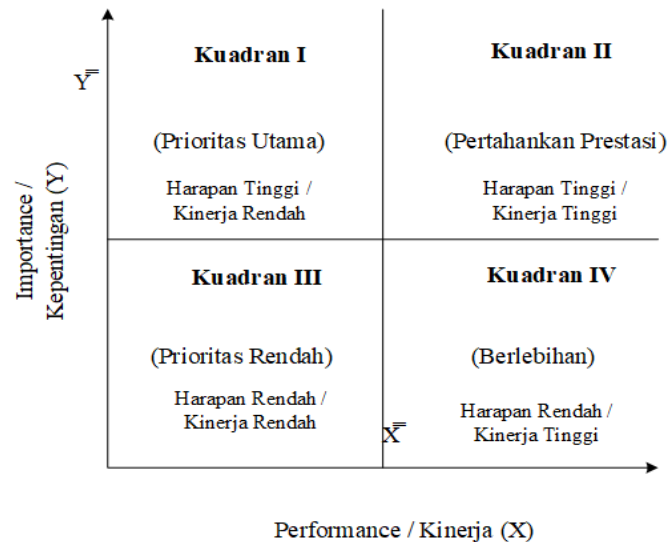 Kuadran I
Kuadran II
Y̿
(Prioritas Utama)
(Pertahankan Prestasi)
Harapan Tinggi /
Kinerja Rendah
Harapan Tinggi /
Kinerja Tinggi
Importance /
Kepentingan (Y)
Kuadran III
Kuadran IV
(Prioritas Rendah)
(Berlebihan)
Harapan Rendah /
Kinerja Rendah
Harapan Rendah /
Kinerja Tinggi
X̿
Performance / Kinerja (X)